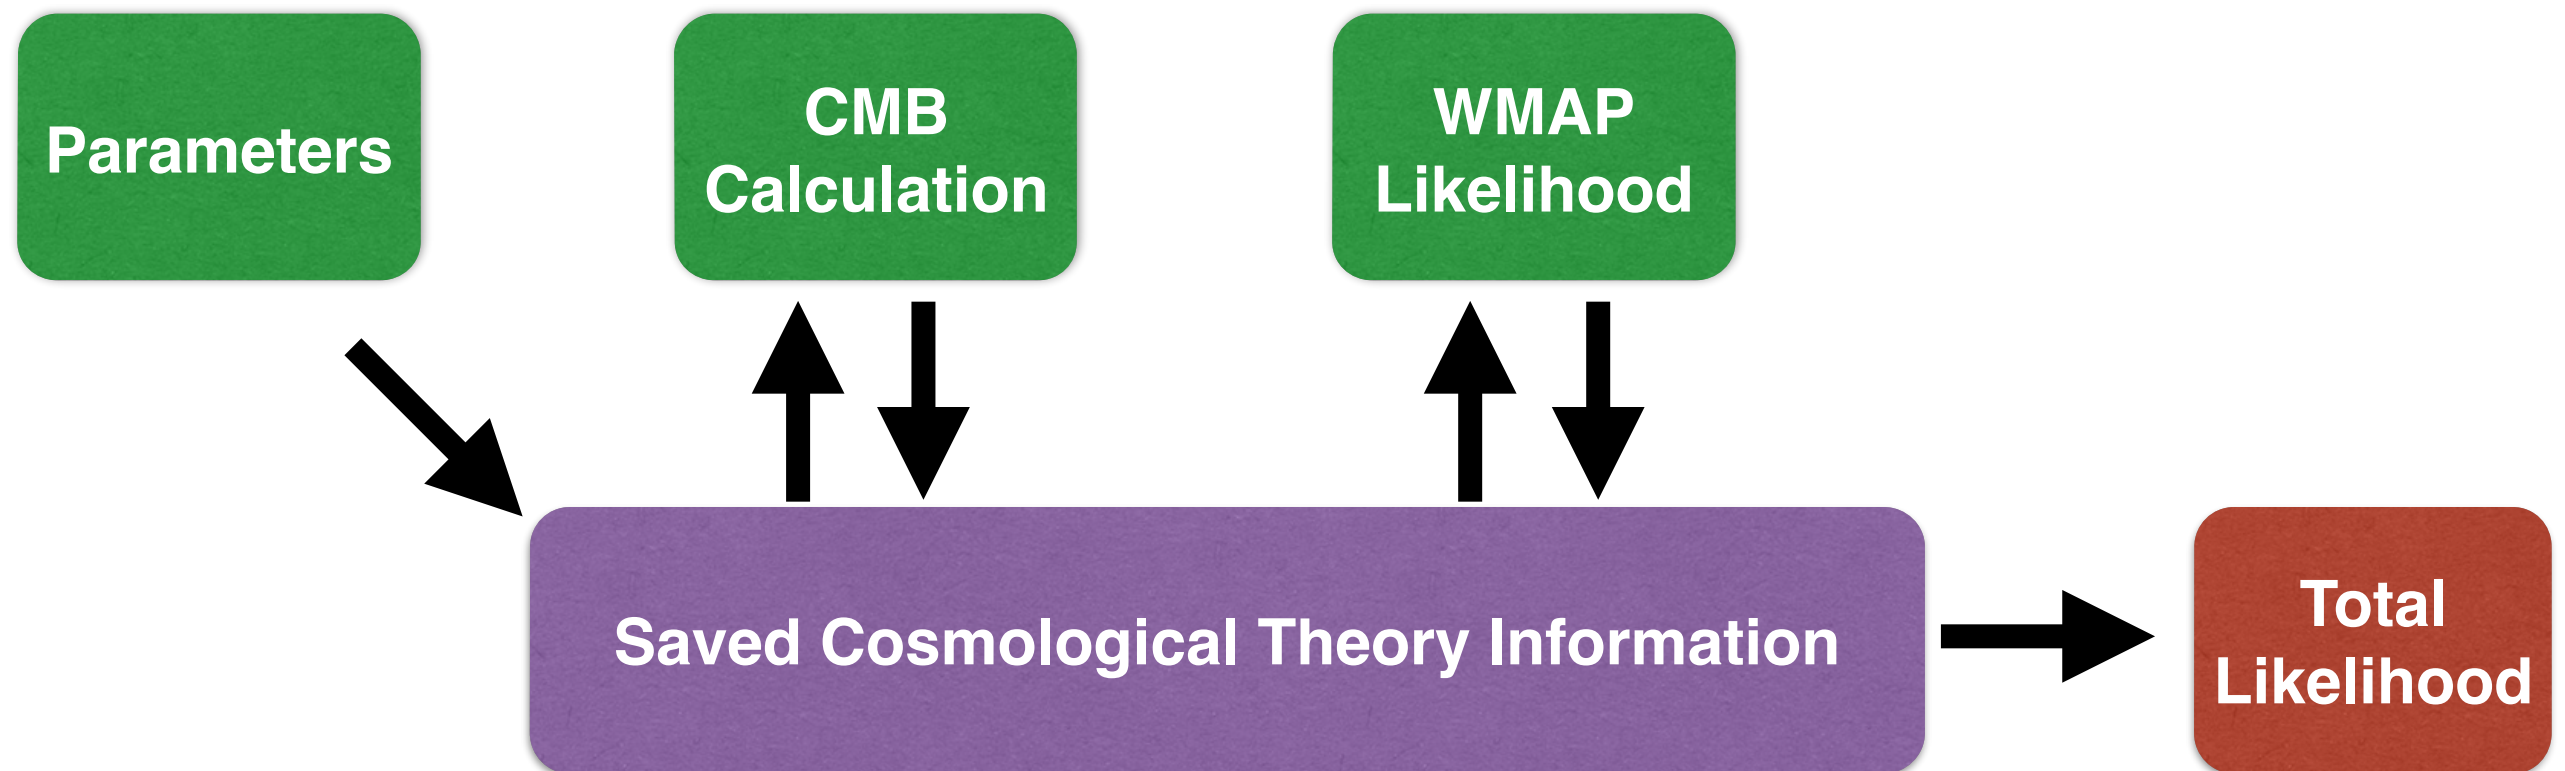 Parameters
CMB
Calculation
WMAP
Likelihood
Saved Cosmological Theory Information
Total
Likelihood